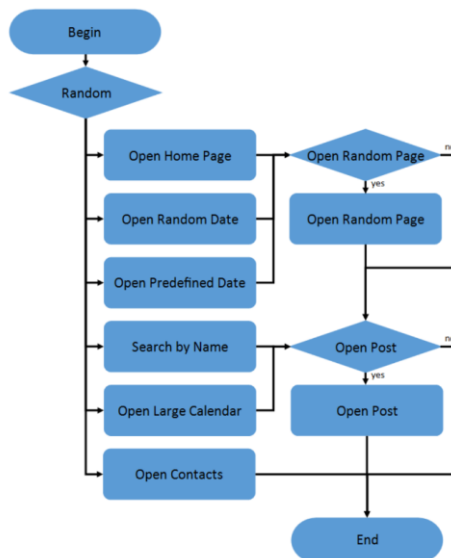 Begin
Random
Open Home Page
Open Random Page
yes
Open Random Date
Open Random Page
Open Predefined Date
Search by Name
Open Post
yes
Open Large Calendar
Open Post
Open Contacts
End